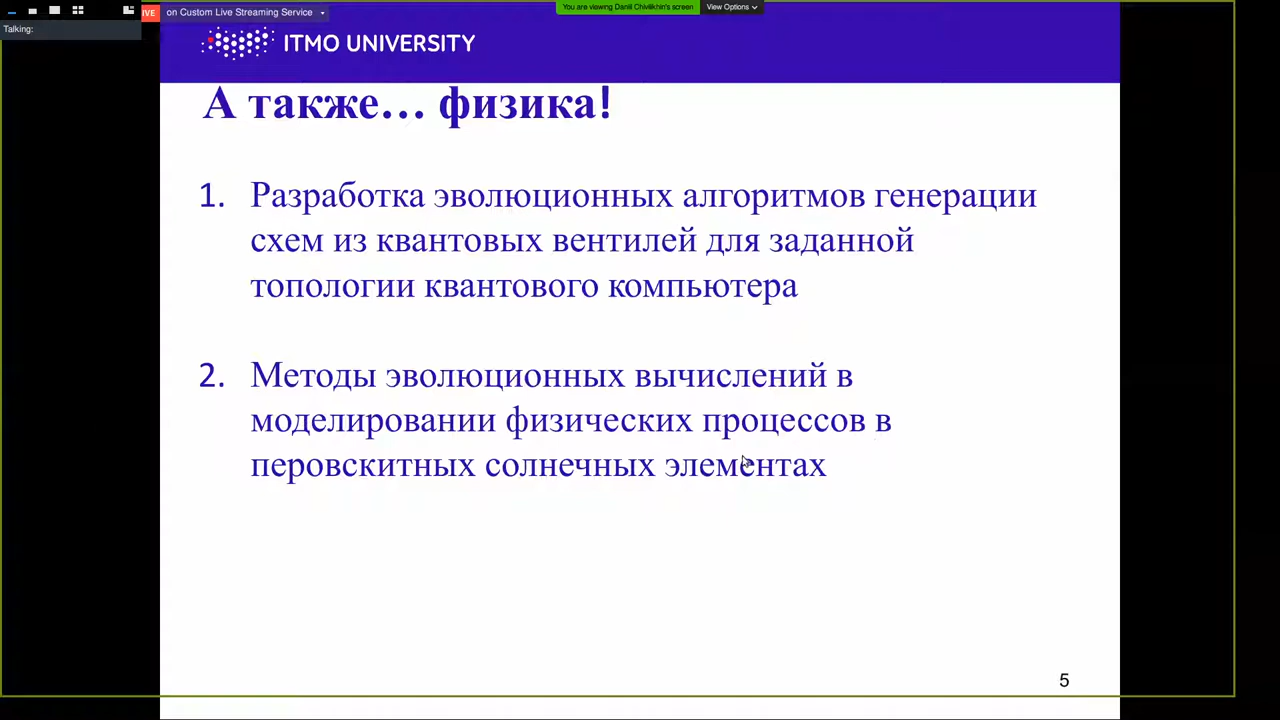 LIVE on Custom Live Streaming Service
You are viewing Daniil Chivilikhin's screen View Options
Talking:
ITMO UNIVERSITY
А также… физика!
1. Разработка эволюционных алгоритмов генерации
схем из квантовых вентилей для заданной
топологии квантового компьютера
2. Методы эволюционных вычислений в
моделировании физических процессов в
перовскитных солнечных элементах
5